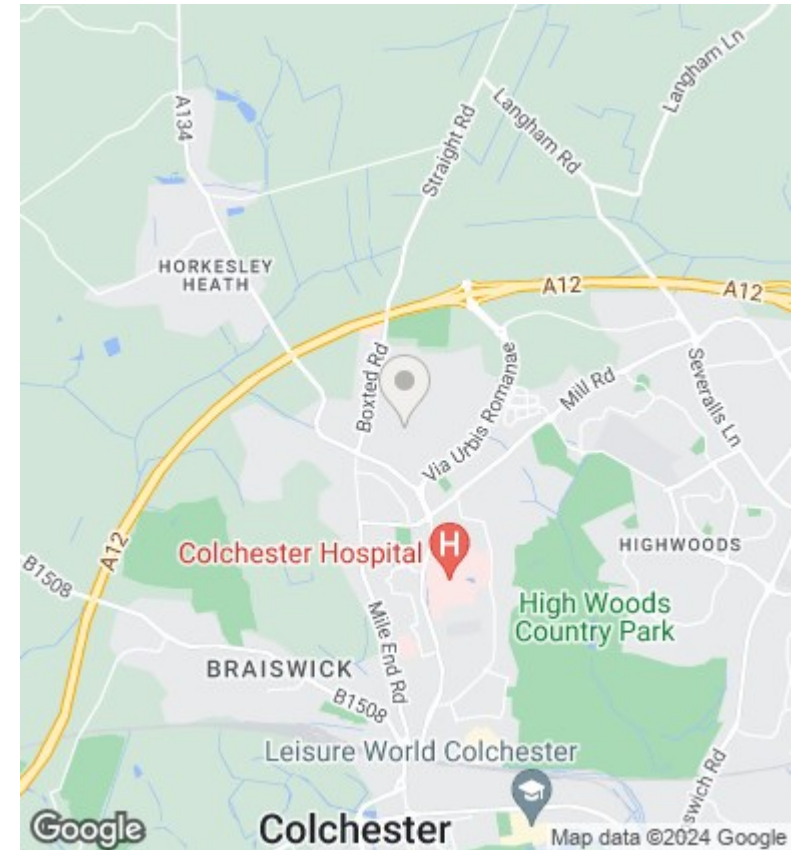 Langham Ln
A134
Straight Rd
Langham Rd
HORKESLEY
HEATH
A12
A12
Boxted Rd
Via Urbis Romanae
Mill Rd
Severalls Ln
A12
B1508
Colchester Hospital
H
HIGHWOODS
High Woods
Country Park
Mile End Rd
BRAISWICK
B1508
Leisure World Colchester
swich Rd
Google
Colchester
Map data ©2024 Google